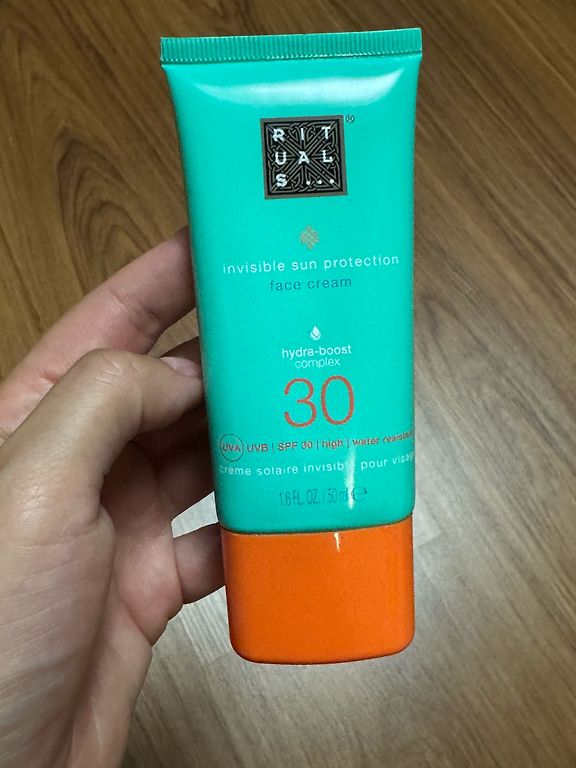 RIT
UAL
S...
®
invisible sun protection
face cream
hydra-boost
complex
30
UVA UVB | SPF 30 | high | water resistant
crème solaire invisible pour visage
1.6 FL. OZ. / 50 ml ℮